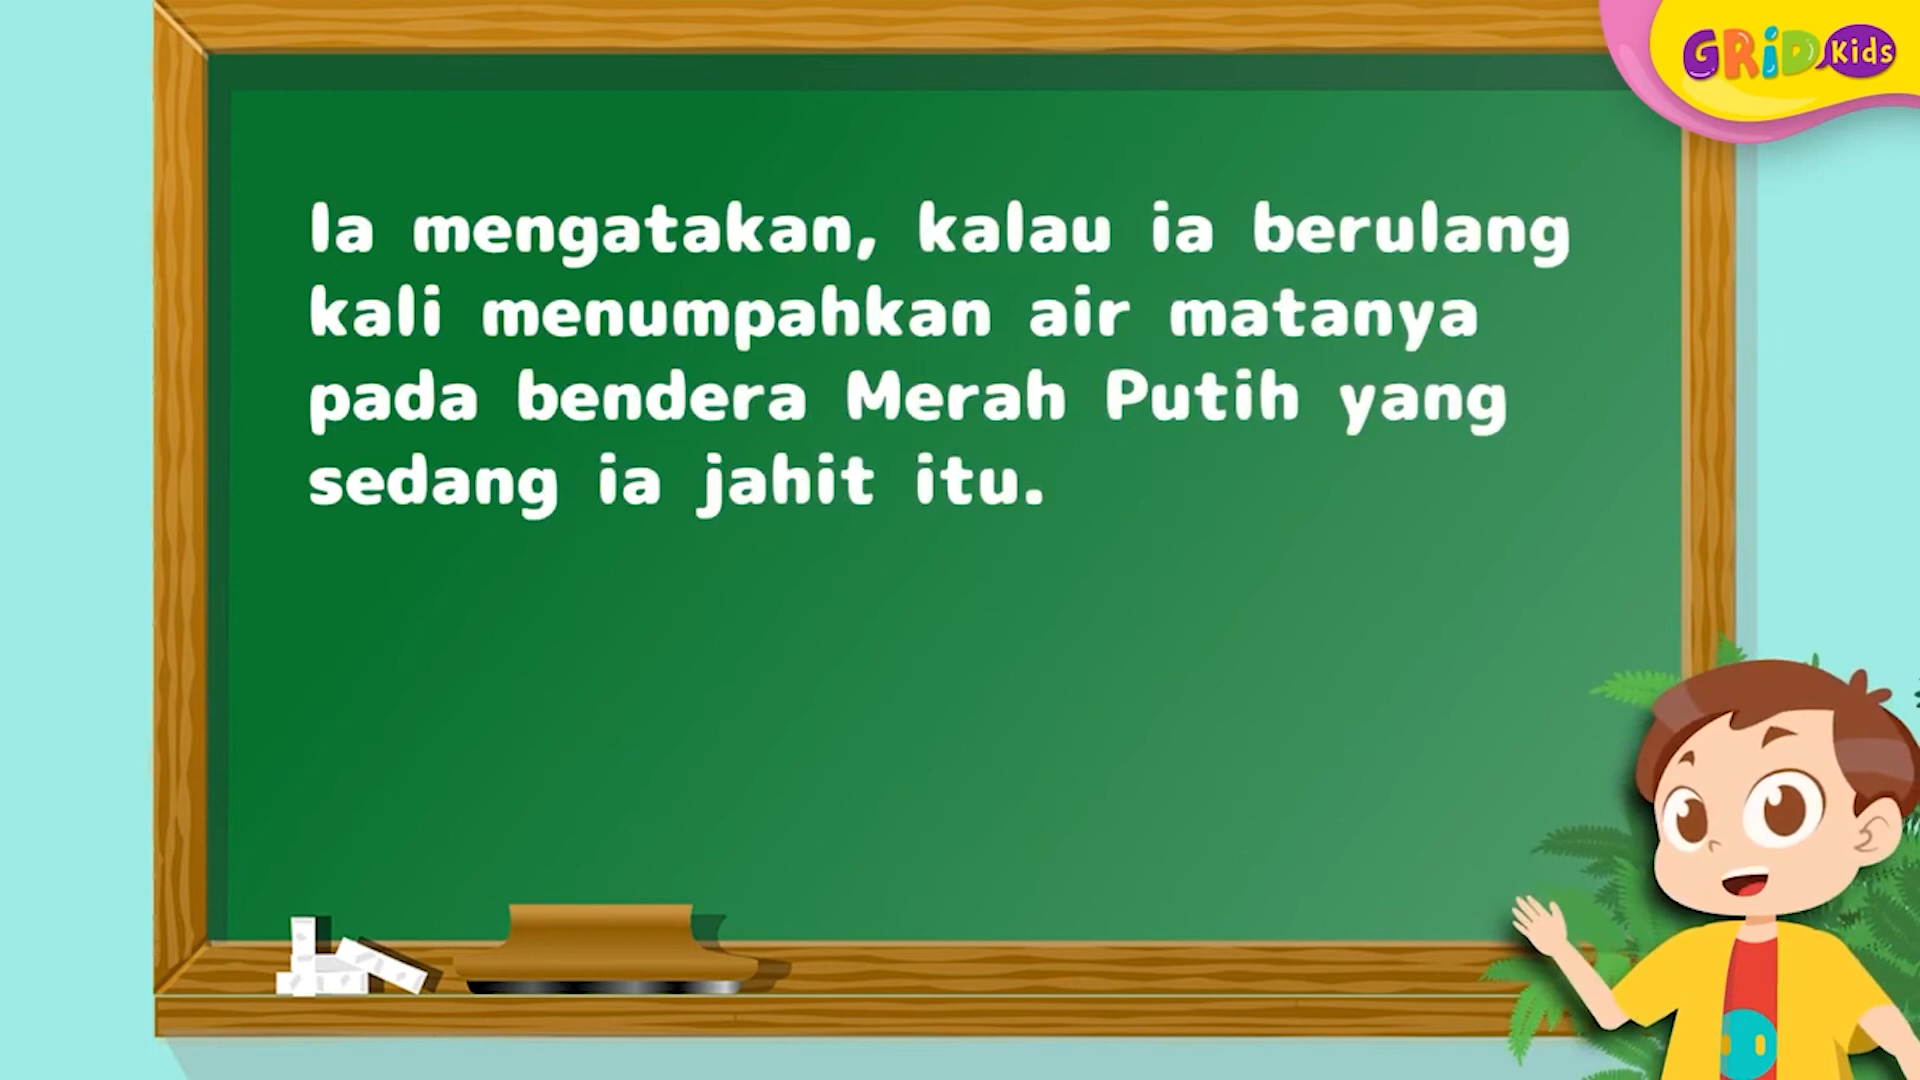 GRiD Kids
Ia mengatakan, kalau ia berulang
kali menumpahkan air matanya
pada bendera Merah Putih yang
sedang ia jahit itu.